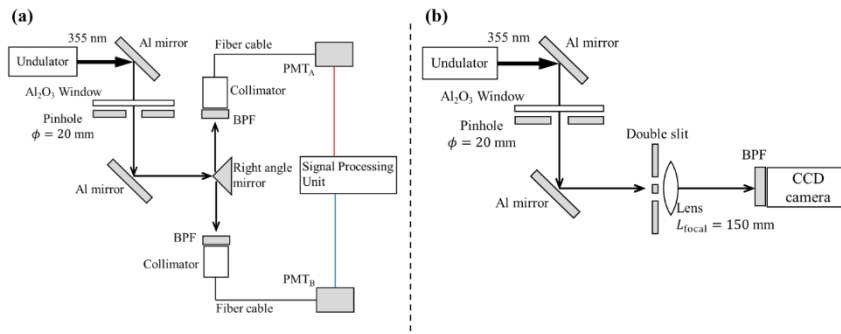 (a)
355 nm
Undulator
Al mirror
Al₂O₃ Window
Pinhole
ϕ = 20 mm
Al mirror
Fiber cable
PMT_A
Collimator
BPF
Right angle
mirror
Signal Processing
Unit
BPF
Collimator
PMT_B
Fiber cable
(b)
355 nm
Undulator
Al mirror
Al₂O₃ Window
Pinhole
ϕ = 20 mm
Al mirror
Double slit
BPF
CCD
camera
Lens
L_focal = 150 mm